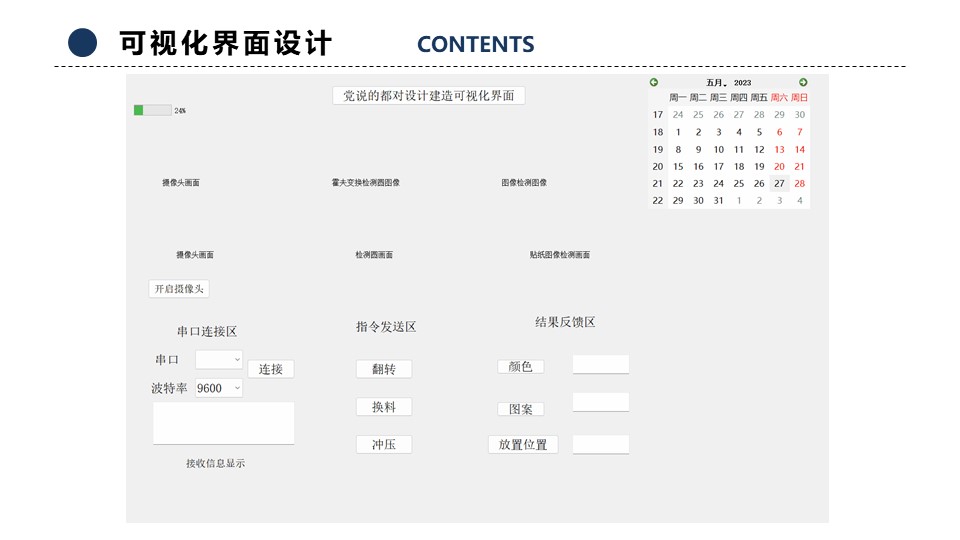 可视化界面设计 CONTENTS
党说的都对设计建造可视化界面
24%
五月, 2023
周一 周二 周三 周四 周五 周六 周日
17 24 25 26 27 28 29 30
18 1 2 3 4 5 6 7
19 8 9 10 11 12 13 14
20 15 16 17 18 19 20 21
21 22 23 24 25 26 27 28
22 29 30 31 1 2 3 4
摄像头画面 霍夫变换检测圆图像 图像检测图像
摄像头画面 检测圆画面 贴纸图像检测画面
开启摄像头
串口连接区 指令发送区 结果反馈区
串口 连接 翻转 颜色
波特率 9600 换料 图案
冲压 放置位置
接收信息显示